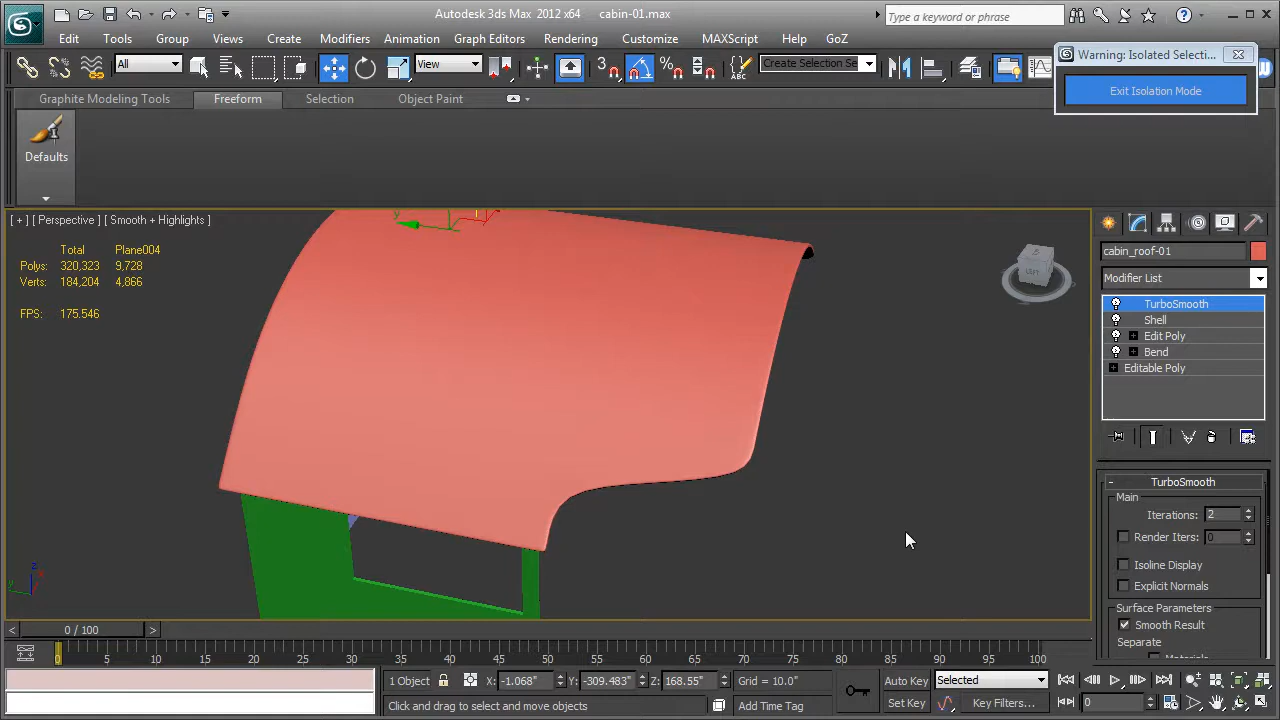 Autodesk 3ds Max 2012 x64 cabin-01.max
Type a keyword or phrase
Edit Tools Group Views Create Modifiers Animation Graph Editors Rendering Customize MAXScript Help GoZ
Warning: Isolated Selecti...
Exit Isolation Mode
All
View
3
Create Selection Se
Graphite Modeling Tools Freeform Selection Object Paint
Defaults
[ + ] [ Perspective ] [ Smooth + Highlights ]
Total Plane004
Polys: 320,323 9,728
Verts: 184,204 4,866
FPS: 175.546
cabin_roof-01
Modifier List
TurboSmooth
Shell
Edit Poly
Bend
Editable Poly
TurboSmooth
Main
Iterations: 2
Render Iters: 0
Isoline Display
Explicit Normals
Surface Parameters
Smooth Result
Separate
0 / 100
0 5 10 15 20 25 30 35 40 45 50 55 60 65 70 75 80 85 90 95 100
1 Object X: -1.068" Y: -309.483" Z: 168.55" Grid = 10.0" Auto Key Selected
Click and drag to select and move objects Add Time Tag Set Key Key Filters... 0